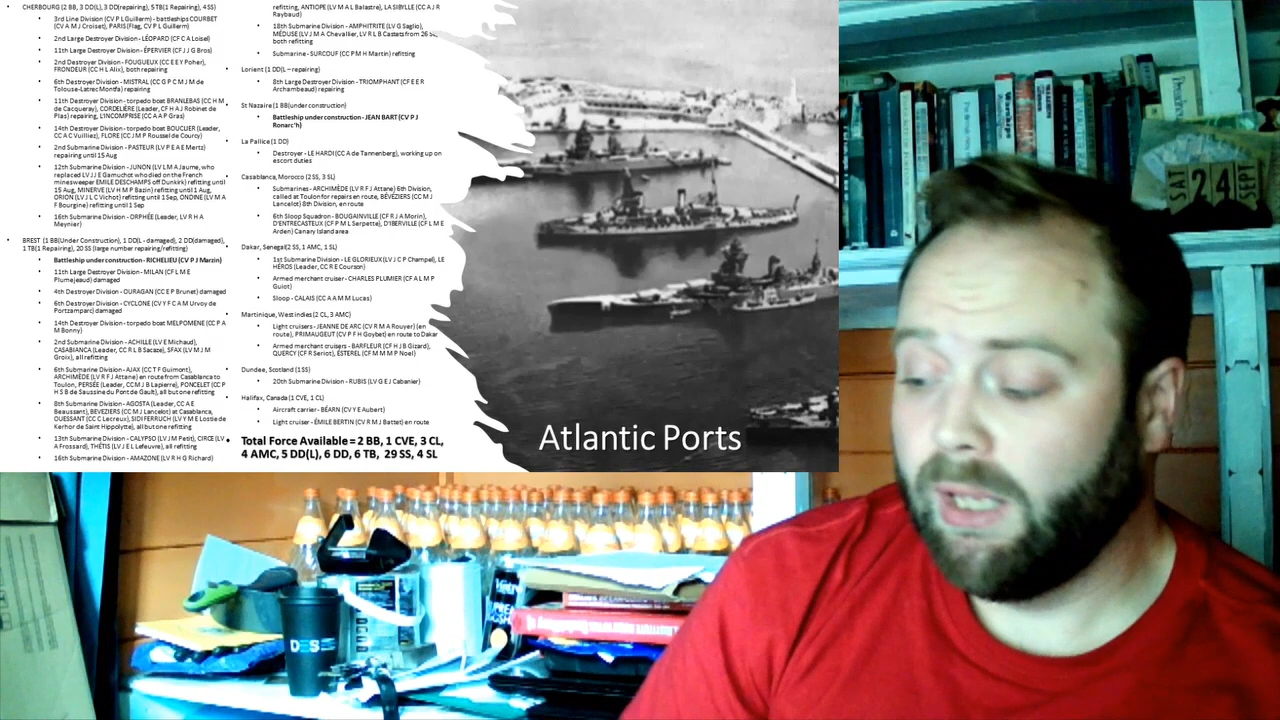 CHERBOURG (2 BB, 3 DD(L), 3 DD(repairing), 5 TB(1 Repairing), 4 SS)
3rd Line Division (CV P L Guillerm) - battleships COURBET
(CV A M J Croiset), PARIS (Flag, CV P L Guillerm)
2nd Large Destroyer Division - LÉOPARD (CF C A Loisel)
11th Large Destroyer Division - ÉPERVIER (CF J J G Bros)
2nd Destroyer Division - FOUGUEUX (CC E E Y Poher),
FRONDEUR (CC H L Alix), both repairing
6th Destroyer Division - MISTRAL (CC G P C M J M de
Tolouse-Latrec Montfa) repairing
11th Destroyer Division - torpedo boat BRANLEBAS (CC H M
de Cacqueray), CORDELIÈRE (Leader, CF H A J Robinet de
Plas) repairing, L'INCOMPRISE (CC A A P Gras)
14th Destroyer Division - torpedo boat BOUCLIER (Leader,
CC A C Vuilliez), FLORE (CC J M P Roussel de Courcy)
2nd Submarine Division - PASTEUR (LV P E A E Mertz)
repairing until 15 Aug
12th Submarine Division - JUNON (LV L M A Jaume, who
replaced LV J J E Gamuchot who died on the French
minesweeper EMILE DESCHAMPS off Dunkirk) refitting until
15 Aug, MINERVE (LV H M P Bazin) refitting until 1 Aug,
ORION (LV J L C Vichot) refitting until 1 Sep, ONDINE (LV M A
F Bourgine) refitting until 1 Sep
16th Submarine Division - ORPHÉE (Leader, LV R H A
Meynier)
BREST (1 BB(Under Construction), 1 DD(L - damaged), 2 DD(damaged),
1 TB(1 Repairing), 20 SS (large number repairing/refitting)
Battleship under construction - RICHELIEU (CV P J Marzin)
11th Large Destroyer Division - MILAN (CF L M E
Plumejeaud) damaged
4th Destroyer Division - OURAGAN (CC E P Brunet) damaged
6th Destroyer Division - CYCLONE (CV Y F C A M Urvoy de
Portzamparc) damaged
14th Destroyer Division - torpedo boat MELPOMENE (CC P A
M Bonny)
2nd Submarine Division - ACHILLE (LV E Michaud),
CASABIANCA (Leader, CC R L B Sacaze), SFAX (LV M J M
Groix), all refitting
6th Submarine Division - AJAX (CC T F Guimont),
ARCHIMÈDE (LV R F J Attane) en route from Casablanca to
Toulon, PERSÉE (Leader, CC M J B Lapierre), PONCELET (CC P
H S B de Saussine du Pont de Gault), all but one refitting
8th Submarine Division - AGOSTA (Leader, CC A E
Beaussant), BEVEZIERS (CC M J Lancelot) et Casablanca,
OUESSANT (CC C Lecreux), SIDI FERRUCH (LV Y M E Lostie de
Kerhor de Saint Hippolyte), all but one refitting
13th Submarine Division - CALYPSO (LV J M Petit), CIRCE (LV
A Frossard), THÉTIS (LV J E L Lefeuvre), all refitting
16th Submarine Division - AMAZONE (LV R H G Richard)
refitting, ANTIOPE (LV M A L Balastre), LA SIBYLLE (CC A J R
Raybaud)
18th Submarine Division - AMPHITRITE (LV G Saglio),
MÉDUSE (LV J M A Chevallier, LV R L B Castats from 26
both refitting
Submarine - SURCOUF (CC P M H Martin) refitting
Lorient (1 DD(L – repairing)
8th Large Destroyer Division - TRIOMPHANT (CF E E R
Archambeaud) repairing
St Nazaire (1 BB(under construction)
Battleship under construction - JEAN BART (CV P J
Ronarc'h)
La Pallice (1 DD)
Destroyer - LE HARDI (CC A de Tannenberg), working up on
escort duties
Casablanca, Morocco (2 SS, 3 SL)
Submarines - ARCHIMÈDE (LV R F J Attane) 6th Division,
called at Toulon for repairs en route, BÉVÉZIERS (CC M J
Lancelot) 8th Division, en route
6th Sloop Squadron - BOUGAINVILLE (CF R J A Morin),
D'ENTRECASTEUX (CF P M L Serpette), D'IBERVILLE (CF L M E
Arden) Canary Island area
Dakar, Senegal (2 SS, 1 AMC, 1 SL)
1st Submarine Division - LE GLORIEUX (LV J C P Champel), LE
HÉROS (Leader, CC R E Courson)
Armed merchant cruiser - CHARLES PLUMIER (CF A L M P
Guiot)
Sloop - CALAIS (CC A A M M Lucas)
Martinique, West indies (2 CL, 3 AMC)
Light cruisers - JEANNE DE ARC (CV R M A Rouyer) (en
route), PRIMAUGEUT (CV P F H Goybet) en route to Dakar
Armed merchant cruisers - BARFLEUR (CF H J B Gizard),
QUERCY (CF R Seriot), ÉSTEREL (CF M M M P Noel)
Dundee, Scotland (1 SS)
20th Submarine Division - RUBIS (LV G E J Cabanier)
Halifax, Canada (1 CVE, 1 CL)
Aircraft carrier - BÉARN (CV Y E Aubert)
Light cruiser - ÉMILE BERTIN (CV R M J Battet) en route
Total Force Available = 2 BB, 1 CVE, 3 CL,
4 AMC, 5 DD(L), 6 DD, 6 TB, 29 SS, 4 SL
Atlantic Ports
SAT 24 SEPT
Warships
DES